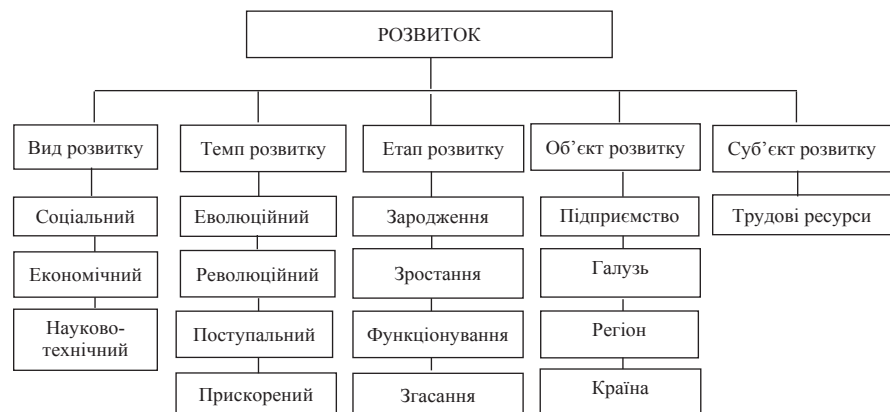 РОЗВИТОК
Вид розвитку
Темп розвитку
Етап розвитку
Об’єкт розвитку
Суб’єкт розвитку
Соціальний
Еволюційний
Зародження
Підприємство
Трудові ресурси
Економічний
Революційний
Зростання
Галузь
Науково-
технічний
Поступальний
Функціонування
Регіон
Прискорений
Згасання
Країна